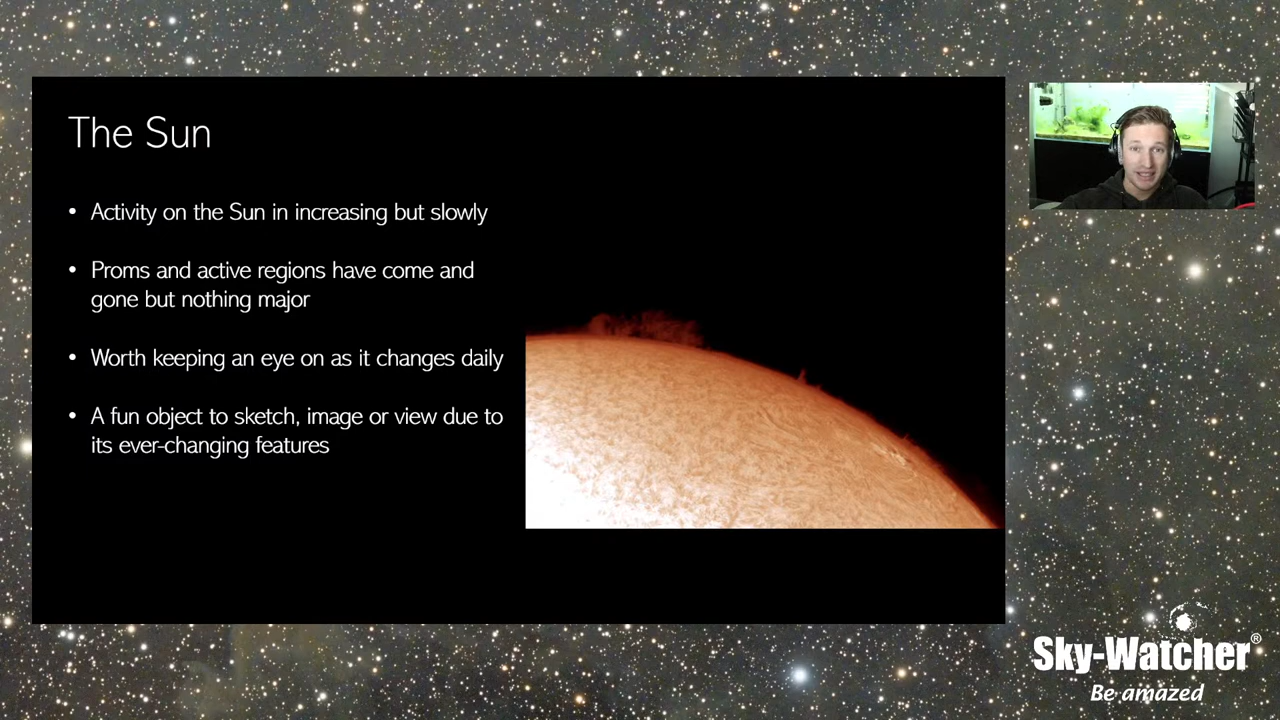 The Sun
• Activity on the Sun in increasing but slowly
• Proms and active regions have come and
gone but nothing major
• Worth keeping an eye on as it changes daily
• A fun object to sketch, image or view due to
its ever-changing features
Sky-Watcher®
Be amazed